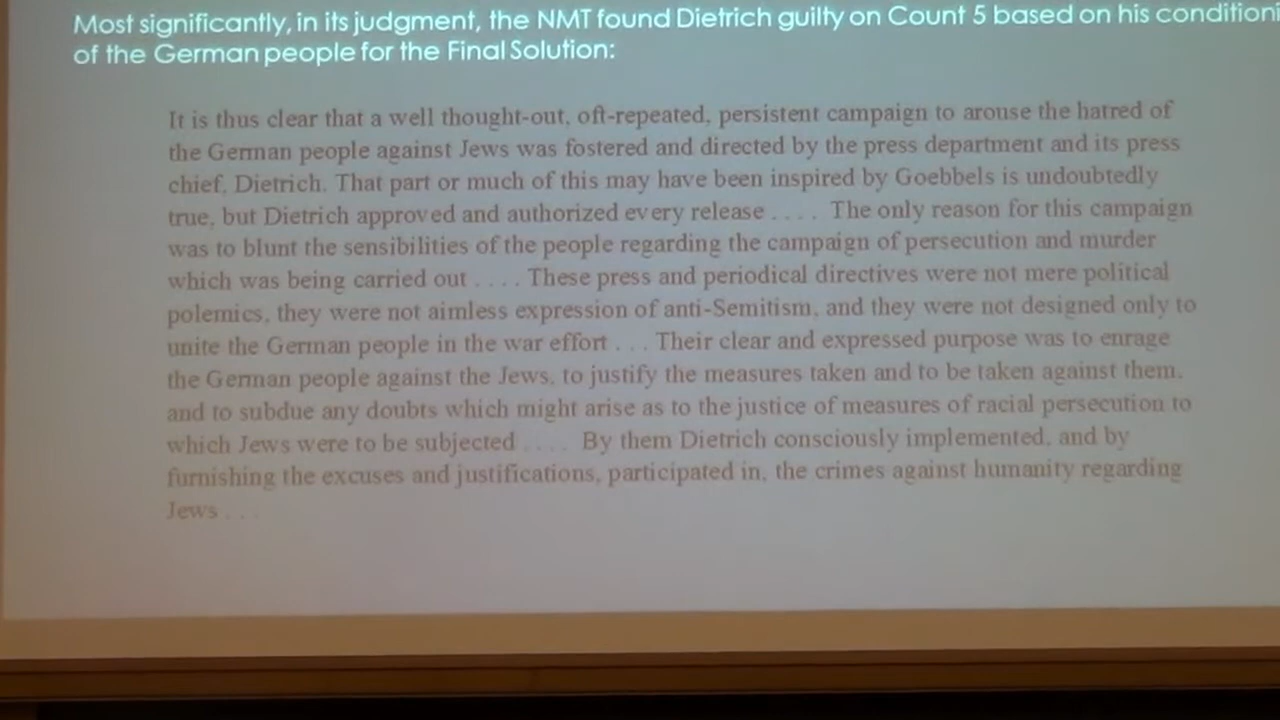 Most significantly, in its judgment, the NMT found Dietrich guilty on Count 5 based on his conditioni
of the German people for the Final Solution:
It is thus clear that a well thought-out, oft-repeated, persistent campaign to arouse the hatred of
the German people against Jews was fostered and directed by the press department and its press
chief, Dietrich. That part or much of this may have been inspired by Goebbels is undoubtedly
true, but Dietrich approved and authorized every release . . . . The only reason for this campaign
was to blunt the sensibilities of the people regarding the campaign of persecution and murder
which was being carried out . . . . These press and periodical directives were not mere political
polemics, they were not aimless expression of anti-Semitism, and they were not designed only to
unite the German people in the war effort . . . Their clear and expressed purpose was to enrage
the German people against the Jews, to justify the measures taken and to be taken against them,
and to subdue any doubts which might arise as to the justice of measures of racial persecution to
which Jews were to be subjected . . . . By them Dietrich consciously implemented, and by
furnishing the excuses and justifications, participated in, the crimes against humanity regarding
Jews . . .